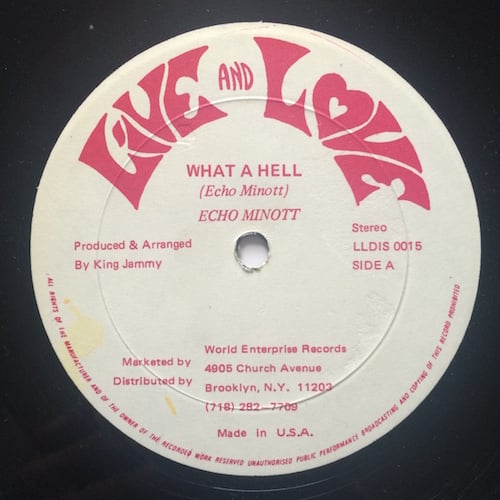 LIVE AND LOVE
WHAT A HELL
(Echo Minott)
ECHO MINOTT
Produced & Arranged
By King Jammy
Stereo
LLDIS 0015
SIDE A
Marketed by
Distributed by
World Enterprise Records
4905 Church Avenue
Brooklyn, N.Y. 11203
(718) 282-7709
Made in U.S.A.
ALL RIGHTS OF THE MANUFACTURER AND OF THE OWNER OF THE RECORDED WORK RESERVED UNAUTHORISED PUBLIC PERFORMANCE BROADCASTING AND COPYING OF THIS RECORD PROHIBITED